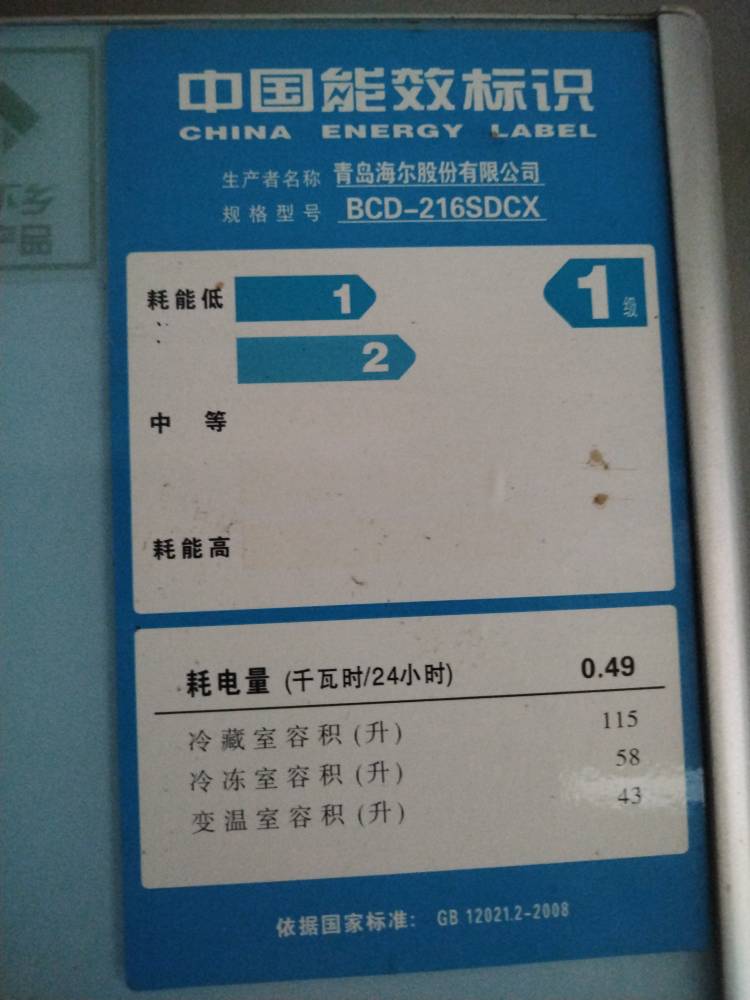 中国能效标识
CHINA ENERGY LABEL
生产者名称 青岛海尔股份有限公司
规格型号 BCD-216SDCX
耗能低 1 1级
2
中 等
耗能高
耗电量 (千瓦时/24小时) 0.49
冷藏室容积(升) 115
冷冻室容积(升) 58
变温室容积(升) 43
依据国家标准: GB 12021.2-2008
下乡
产品